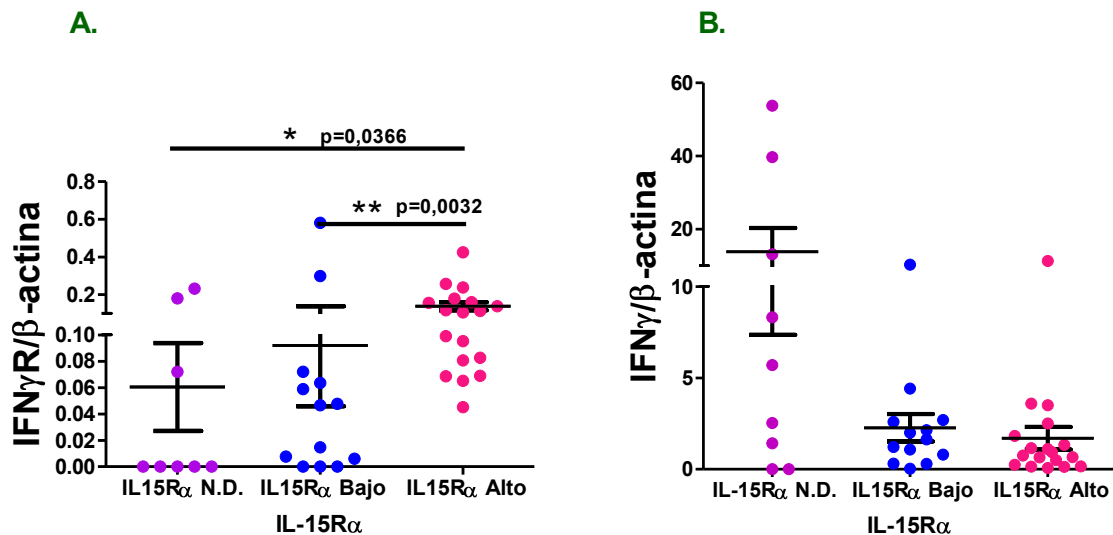 A.
* p=0,0366
** p=0,0032
IFNγR/β-actina
0.8
0.6
0.4
0.2
0.10
0.08
0.06
0.04
0.02
0.00
IL15Rα N.D. IL15Rα Bajo IL15Rα Alto
IL-15Rα
B.
IFNγ/β-actina
60
40
20
10
5
0
IL-15Rα N.D. IL15Rα Bajo IL15Rα Alto
IL-15Rα